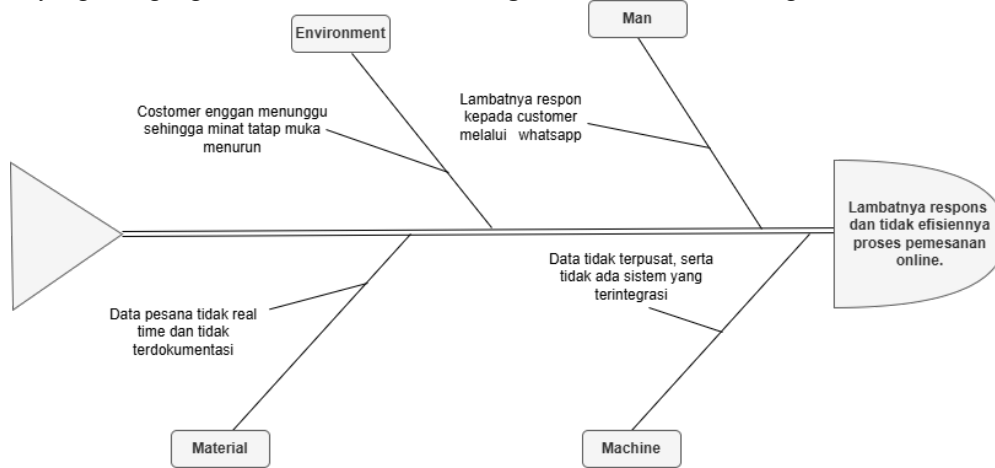 Environment
Man
Costomer enggan menunggu
sehingga minat tatap muka
menurun
Lambatnya respon
kepada customer
melalui whatsapp
Lambatnya respons
dan tidak efisiennya
proses pemesanan
online.
Data tidak terpusat, serta
tidak ada sistem yang
terintegrasi
Data pesana tidak real
time dan tidak
terdokumentasi
Material
Machine